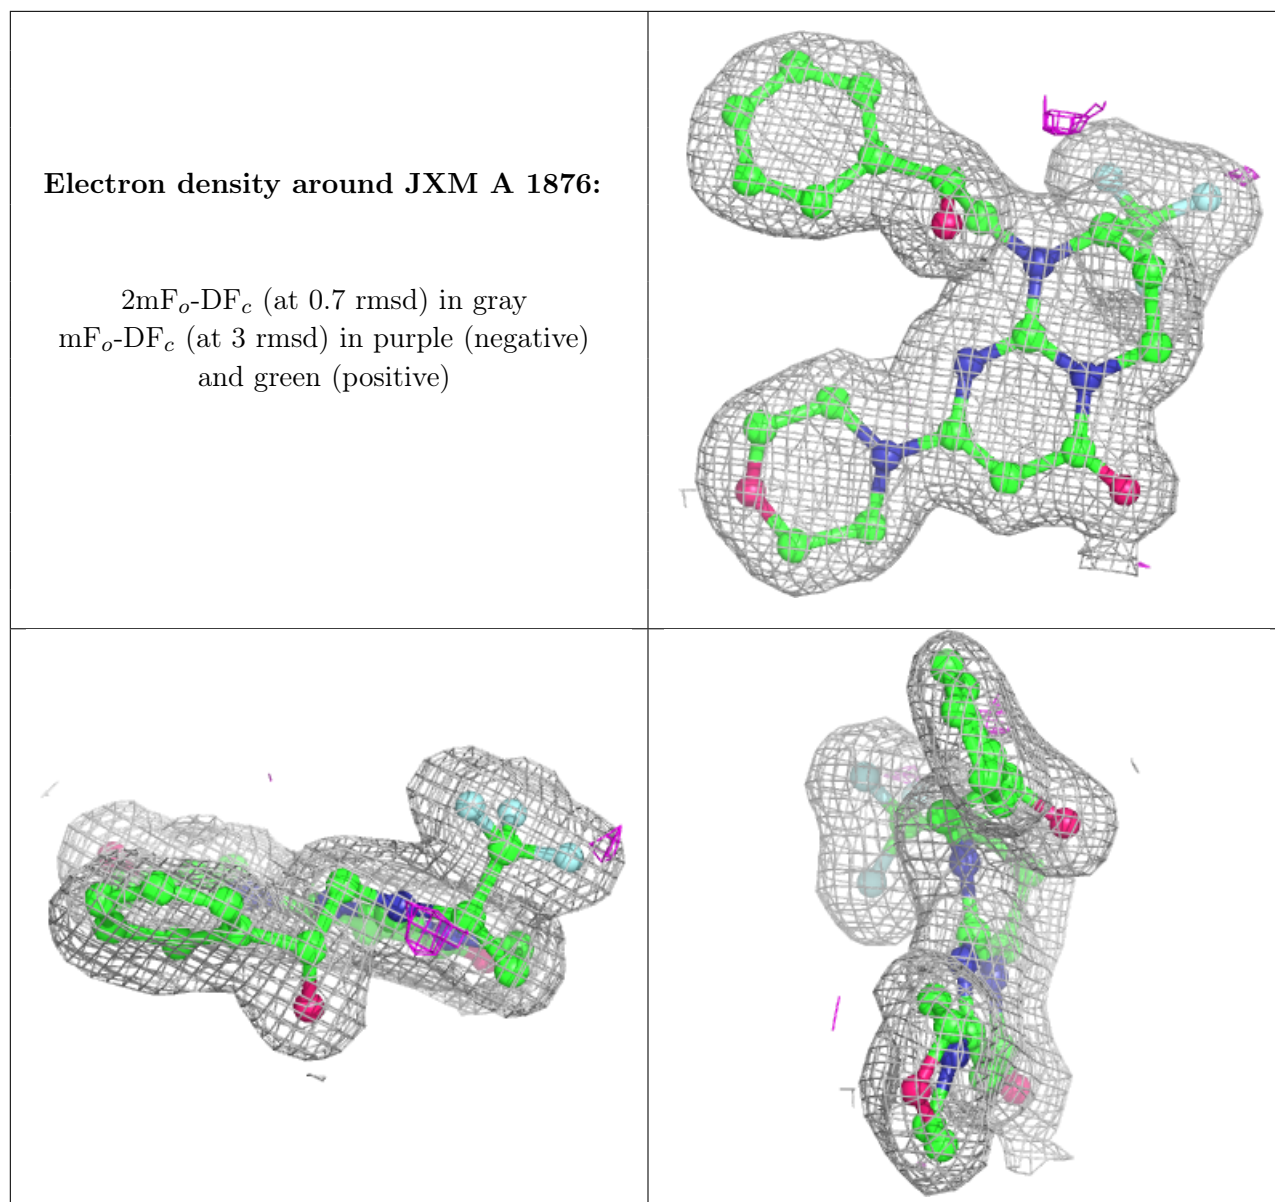 Electron density around JXM A 1876:
2mFo-DFc (at 0.7 rmsd) in gray
mFo-DFc (at 3 rmsd) in purple (negative)
and green (positive)